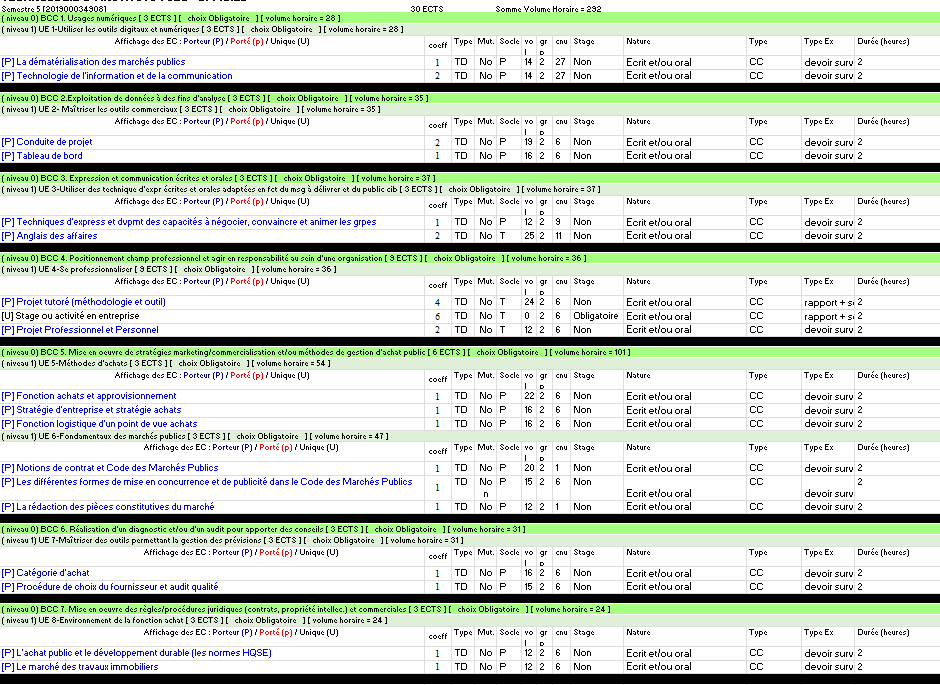 Semestre 5 [2019000349081 30 ECTS Somme Volume Horaire = 292
( niveau 0) BCC 1. Usages numériques [ 3 ECTS ] [ choix Obligatoire ] [ volume horaire = 28 ]
( niveau 1) UE 1-Utiliser les outils digitaux et numériques [ 3 ECTS ] [ choix Obligatoire ] [ volume horaire = 28 ]
Affichage des EC : Porteur (P) / Porté (p) / Unique (U) coeff Type Mut. Socle vol grp cnu Stage Nature Type Type Ex Durée (heures)
[P] La dématérialisation des marchés publics 1 TD No P 14 2 27 Non Ecrit et/ou oral CC devoir surv 2
[P] Technologie de l'information et de la communication 2 TD No P 14 2 27 Non Ecrit et/ou oral CC devoir surv 2
( niveau 0) BCC 2.Exploitation de données à des fins d'analyse [ 3 ECTS ] [ choix Obligatoire ] [ volume horaire = 35 ]
( niveau 1) UE 2- Maîtriser les outils commerciaux [ 3 ECTS ] [ choix Obligatoire ] [ volume horaire = 35 ]
Affichage des EC : Porteur (P) / Porté (p) / Unique (U) coeff Type Mut. Socle vol grp cnu Stage Nature Type Type Ex Durée (heures)
[P] Conduite de projet 2 TD No P 19 2 6 Non Ecrit et/ou oral CC devoir surv 2
[P] Tableau de bord 1 TD No P 16 2 6 Non Ecrit et/ou oral CC devoir surv 2
( niveau 0) BCC 3. Expression et communication écrites et orales [ 3 ECTS ] [ choix Obligatoire ] [ volume horaire = 37 ]
( niveau 1) UE 3-Utiliser des technique d'expr écrites et orales adaptées en fct du msg à délivrer et du public cib [ 3 ECTS ] [ choix Obligatoire ] [ volume horaire = 37 ]
Affichage des EC : Porteur (P) / Porté (p) / Unique (U) coeff Type Mut. Socle vol grp cnu Stage Nature Type Type Ex Durée (heures)
[P] Techniques d'express et dvpmt des capacités à négocier, convaincre et animer les grpes 1 TD No P 12 2 9 Non Ecrit et/ou oral CC devoir surv 2
[P] Anglais des affaires 2 TD No T 25 2 11 Non Ecrit et/ou oral CC devoir surv 2
( niveau 0) BCC 4. Positionnement champ professionnel et agir en responsabilité au sein d'une organisation [ 9 ECTS ] [ choix Obligatoire ] [ volume horaire = 36 ]
( niveau 1) UE 4-Se professionnaliser [ 9 ECTS ] [ choix Obligatoire ] [ volume horaire = 36 ]
Affichage des EC : Porteur (P) / Porté (p) / Unique (U) coeff Type Mut. Socle vol grp cnu Stage Nature Type Type Ex Durée (heures)
[P] Projet tutoré (méthodologie et outil) 4 TD No T 24 2 6 Non Ecrit et/ou oral CC rapport + so 2
[U] Stage ou activité en entreprise 6 TD No T 0 2 6 Obligatoire Ecrit et/ou oral CC rapport + so 2
[P] Projet Professionnel et Personnel 2 TD No T 12 2 6 Non Ecrit et/ou oral CC devoir surv 2
( niveau 0) BCC 5. Mise en oeuvre de stratégies marketing/commercialisation et/ou méthodes de gestion d'achat public [ 6 ECTS ] [ choix Obligatoire ] [ volume horaire = 101 ]
( niveau 1) UE 5-Méthodes d'achats [ 3 ECTS ] [ choix Obligatoire ] [ volume horaire = 54 ]
Affichage des EC : Porteur (P) / Porté (p) / Unique (U) coeff Type Mut. Socle vol grp cnu Stage Nature Type Type Ex Durée (heures)
[P] Fonction achats et approvisionnement 1 TD No P 22 2 6 Non Ecrit et/ou oral CC devoir surv 2
[P] Stratégie d'entreprise et stratégie achats 1 TD No P 16 2 6 Non Ecrit et/ou oral CC devoir surv 2
[P] Fonction logistique d'un point de vue achats 1 TD No P 16 2 6 Non Ecrit et/ou oral CC devoir surv 2
( niveau 1) UE 6-Fondamentaux des marchés publics [ 3 ECTS ] [ choix Obligatoire ] [ volume horaire = 47 ]
Affichage des EC : Porteur (P) / Porté (p) / Unique (U) coeff Type Mut. Socle vol grp cnu Stage Nature Type Type Ex Durée (heures)
[P] Notions de contrat et Code des Marchés Publics 1 TD No P 20 2 1 Non Ecrit et/ou oral CC devoir surv 2
[P] Les différentes formes de mise en concurrence et de publicité dans le Code des Marchés Publics 1 TD Non P 15 2 6 Non Ecrit et/ou oral CC devoir surv 2
[P] La rédaction des pièces constitutives du marché 1 TD No P 12 2 1 Non Ecrit et/ou oral CC devoir surv 2
( niveau 0) BCC 6. Réalisation d'un diagnostic et/ou d'un audit pour apporter des conseils [ 3 ECTS ] [ choix Obligatoire ] [ volume horaire = 31 ]
( niveau 1) UE 7-Maîtriser des outils permettant la gestion des prévisions [ 3 ECTS ] [ choix Obligatoire ] [ volume horaire = 31 ]
Affichage des EC : Porteur (P) / Porté (p) / Unique (U) coeff Type Mut. Socle vol grp cnu Stage Nature Type Type Ex Durée (heures)
[P] Catégorie d'achat 1 TD No P 16 2 6 Non Ecrit et/ou oral CC devoir surv 2
[P] Procédure de choix du fournisseur et audit qualité 1 TD No P 15 2 6 Non Ecrit et/ou oral CC devoir surv 2
( niveau 0) BCC 7. Mise en oeuvre des règles/procédures juridiques (contrats, propriété intellec.) et commerciales [ 3 ECTS ] [ choix Obligatoire ] [ volume horaire = 24 ]
( niveau 1) UE 8-Environnement de la fonction achat [ 3 ECTS ] [ choix Obligatoire ] [ volume horaire = 24 ]
Affichage des EC : Porteur (P) / Porté (p) / Unique (U) coeff Type Mut. Socle vol grp cnu Stage Nature Type Type Ex Durée (heures)
[P] L'achat public et le développement durable (les normes HQSE) 1 TD No P 12 2 6 Non Ecrit et/ou oral CC devoir surv 2
[P] Le marché des travaux immobiliers 1 TD No P 12 2 6 Non Ecrit et/ou oral CC devoir surv 2